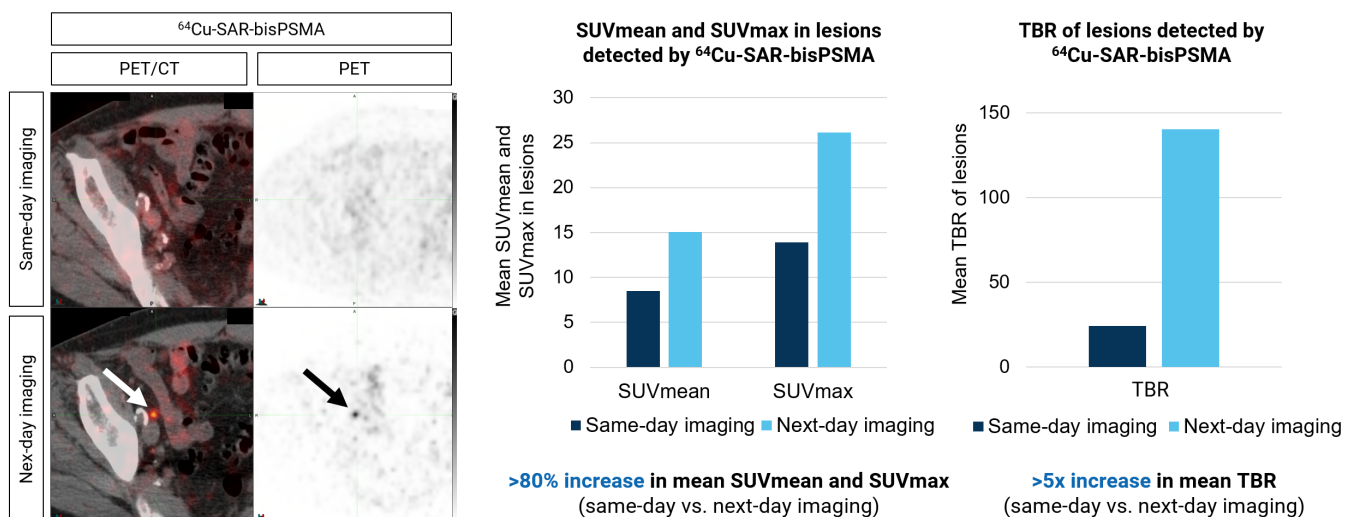 ⁶⁴Cu-SAR-bisPSMA
PET/CT
PET
Same-day imaging
Nex-day imaging
SUVmean and SUVmax in lesions
detected by ⁶⁴Cu-SAR-bisPSMA
Mean SUVmean and
SUVmax in lesions
30
25
20
15
10
5
0
SUVmean
SUVmax
Same-day imaging
Next-day imaging
>80% increase in mean SUVmean and SUVmax
(same-day vs. next-day imaging)
TBR of lesions detected by
⁶⁴Cu-SAR-bisPSMA
Mean TBR of lesions
150
100
50
0
TBR
Same-day imaging
Next-day imaging
>5x increase in mean TBR
(same-day vs. next-day imaging)